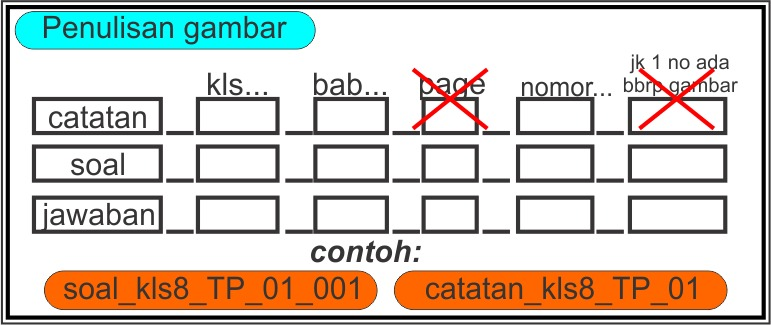 Penulisan gambar
jk 1 no ada
kls... bab... page nomor... bbrp gambar
catatan _ _ _ _
soal _ _ _ _
jawaban _ _ _ _
contoh:
soal_kls8_TP_01_001 catatan_kls8_TP_01